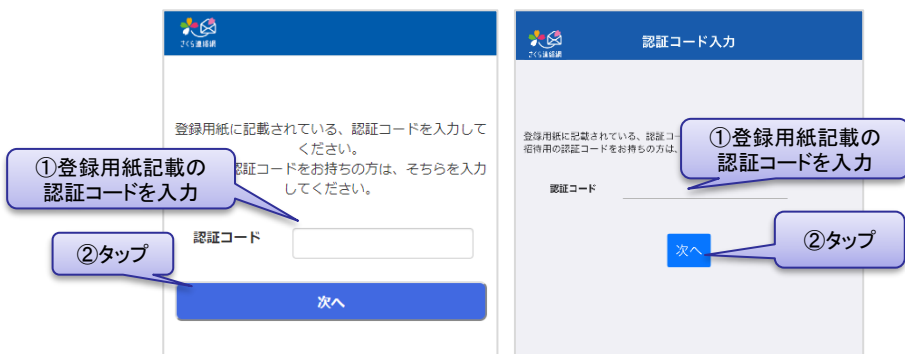 さくら連絡網
登録用紙に記載されている、認証コードを入力して
ください。
認証コードをお持ちの方は、そちらを入力
してください。
①登録用紙記載の
認証コードを入力
認証コード
②タップ
次へ
さくら連絡網
認証コード入力
登録用紙に記載されている、認証コー
招待用の認証コードをお持ちの方は、
①登録用紙記載の
認証コードを入力
認証コード
②タップ
次へ